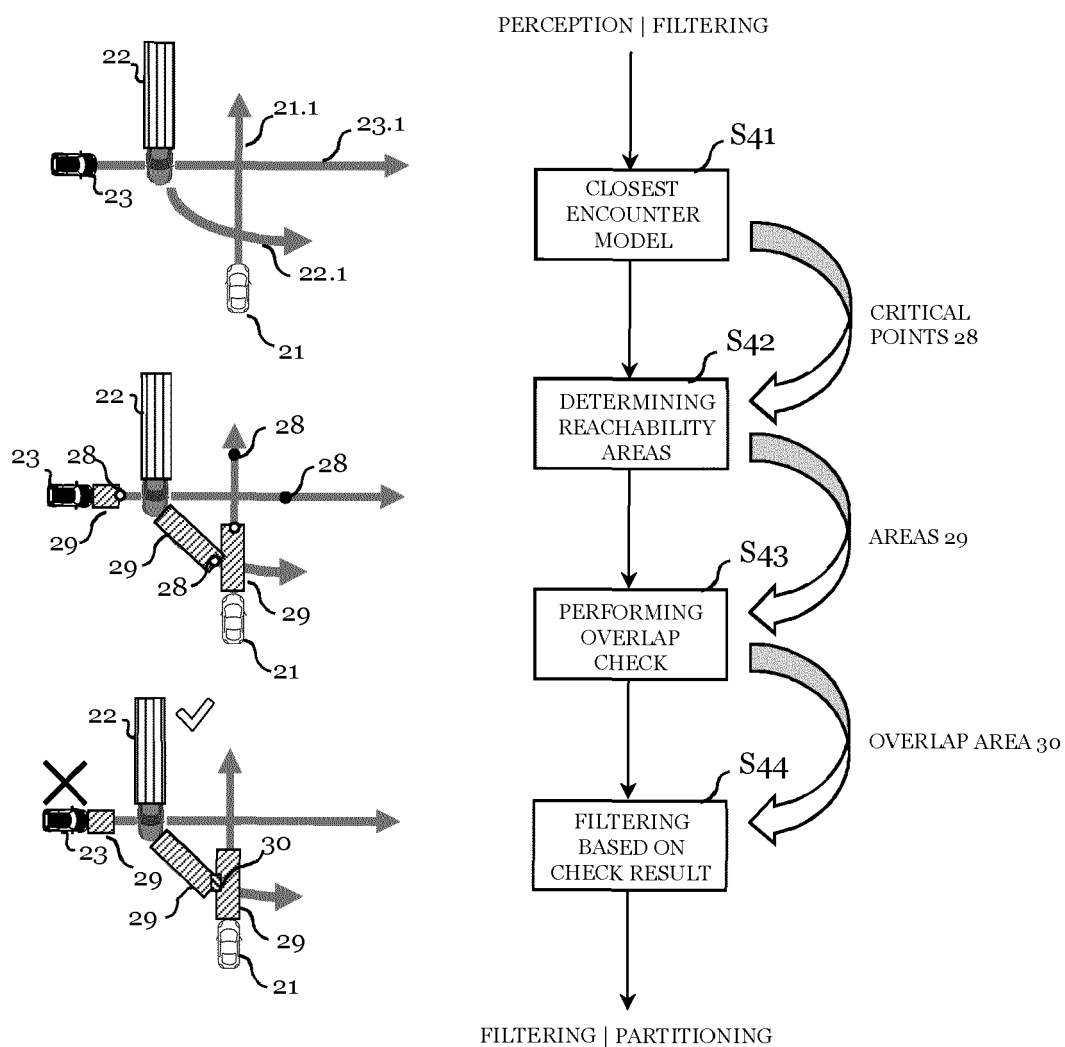 PERCEPTION | FILTERING
22
21.1
23.1
23
22.1
21
S41
CLOSEST
ENCOUNTER
MODEL
CRITICAL
POINTS 28
22
28
23
28
28
29
29
28
29
21
S42
DETERMINING
REACHABILITY
AREAS
AREAS 29
S43
PERFORMING
OVERLAP
CHECK
OVERLAP AREA 30
22
23
29
30
29
29
21
S44
FILTERING
BASED ON
CHECK RESULT
FILTERING | PARTITIONING